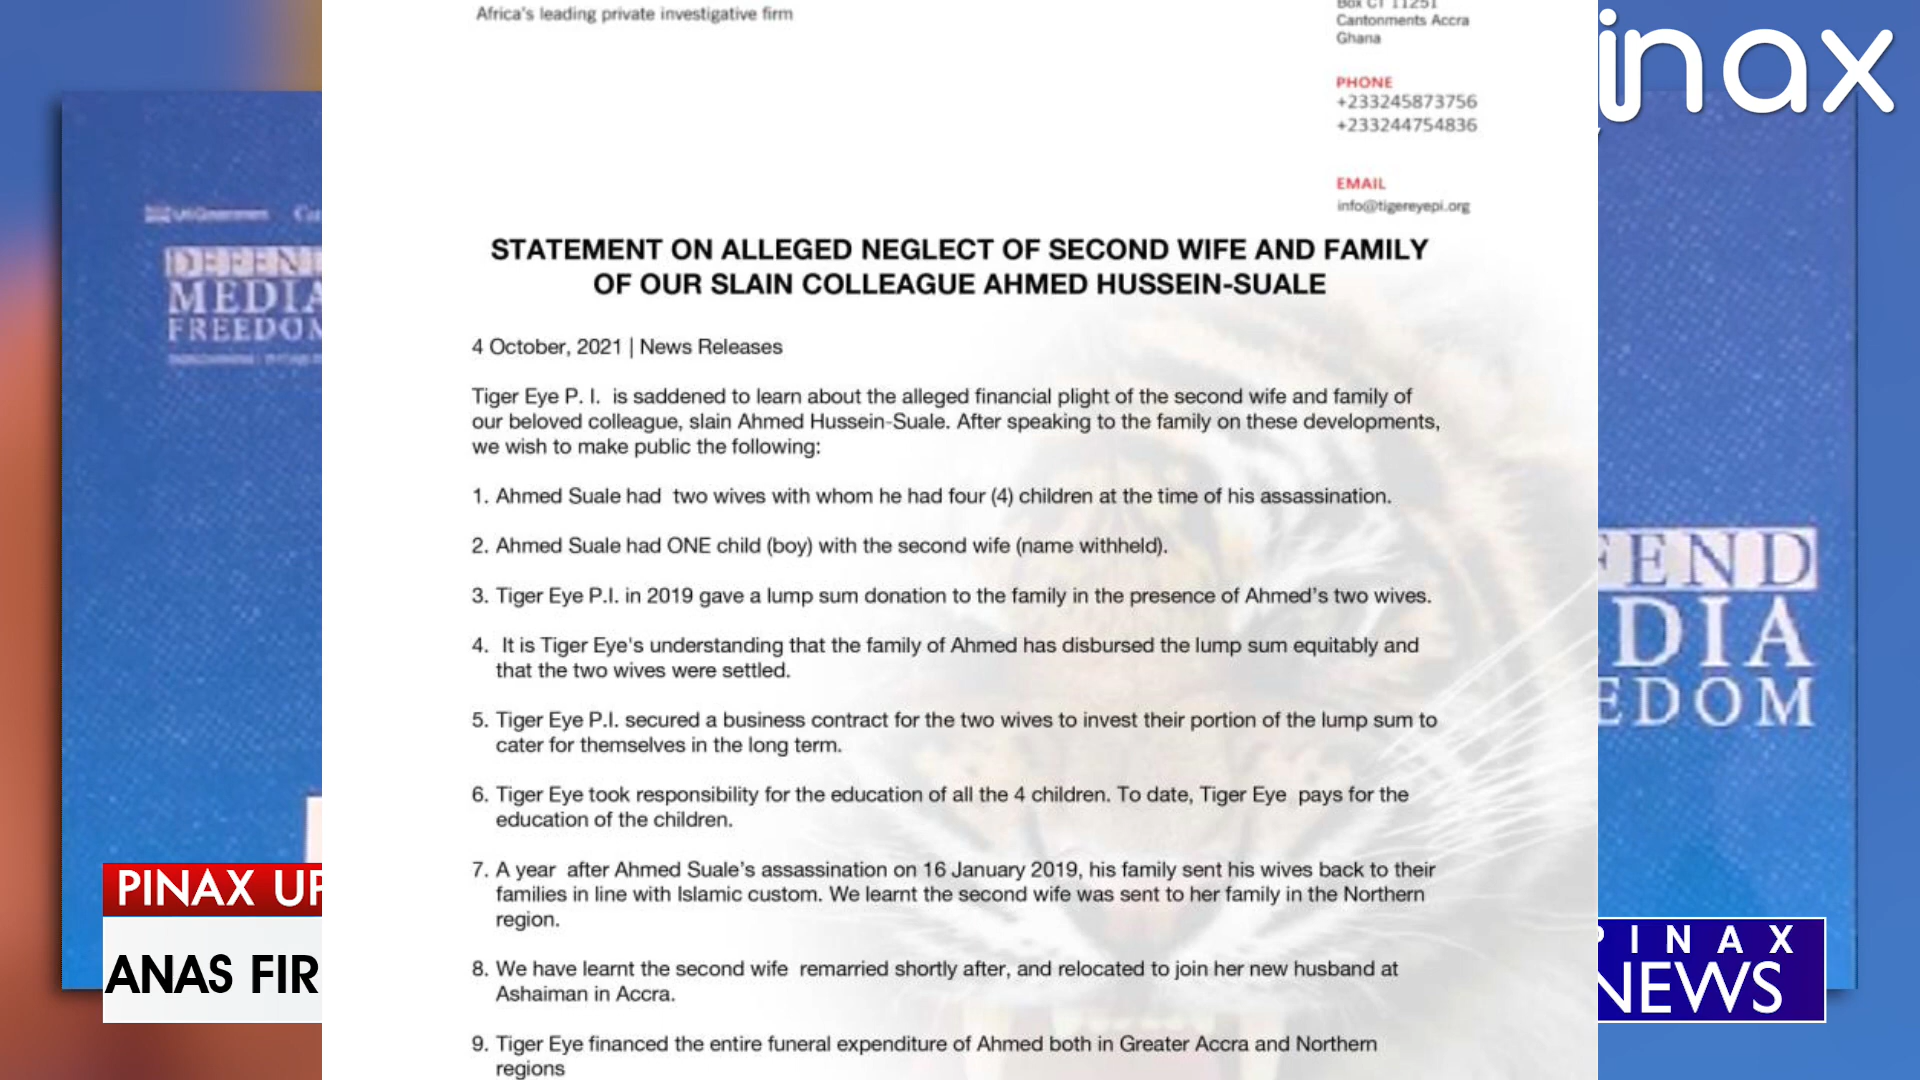 Africa's leading private investigative firm
Box CT 11251
Cantonments Accra
Ghana
PHONE
+233245873756
+233244754836
EMAIL
info@tigereyepi.org
STATEMENT ON ALLEGED NEGLECT OF SECOND WIFE AND FAMILY
OF OUR SLAIN COLLEAGUE AHMED HUSSEIN-SUALE
4 October, 2021 | News Releases
Tiger Eye P. I. is saddened to learn about the alleged financial plight of the second wife and family of
our beloved colleague, slain Ahmed Hussein-Suale. After speaking to the family on these developments,
we wish to make public the following:
1. Ahmed Suale had two wives with whom he had four (4) children at the time of his assassination.
2. Ahmed Suale had ONE child (boy) with the second wife (name withheld).
3. Tiger Eye P.I. in 2019 gave a lump sum donation to the family in the presence of Ahmed's two wives.
4. It is Tiger Eye's understanding that the family of Ahmed has disbursed the lump sum equitably and
that the two wives were settled.
5. Tiger Eye P.I. secured a business contract for the two wives to invest their portion of the lump sum to
cater for themselves in the long term.
6. Tiger Eye took responsibility for the education of all the 4 children. To date, Tiger Eye pays for the
education of the children.
7. A year after Ahmed Suale's assassination on 16 January 2019, his family sent his wives back to their
families in line with Islamic custom. We learnt the second wife was sent to her family in the Northern
region.
8. We have learnt the second wife remarried shortly after, and relocated to join her new husband at
Ashaiman in Accra.
9. Tiger Eye financed the entire funeral expenditure of Ahmed both in Greater Accra and Northern
regions
inax
DEFEN
MEDIA
FREEDOM
FEND
DIA
EDOM
PINAX UP
ANAS FIR
PINAX
NEWS